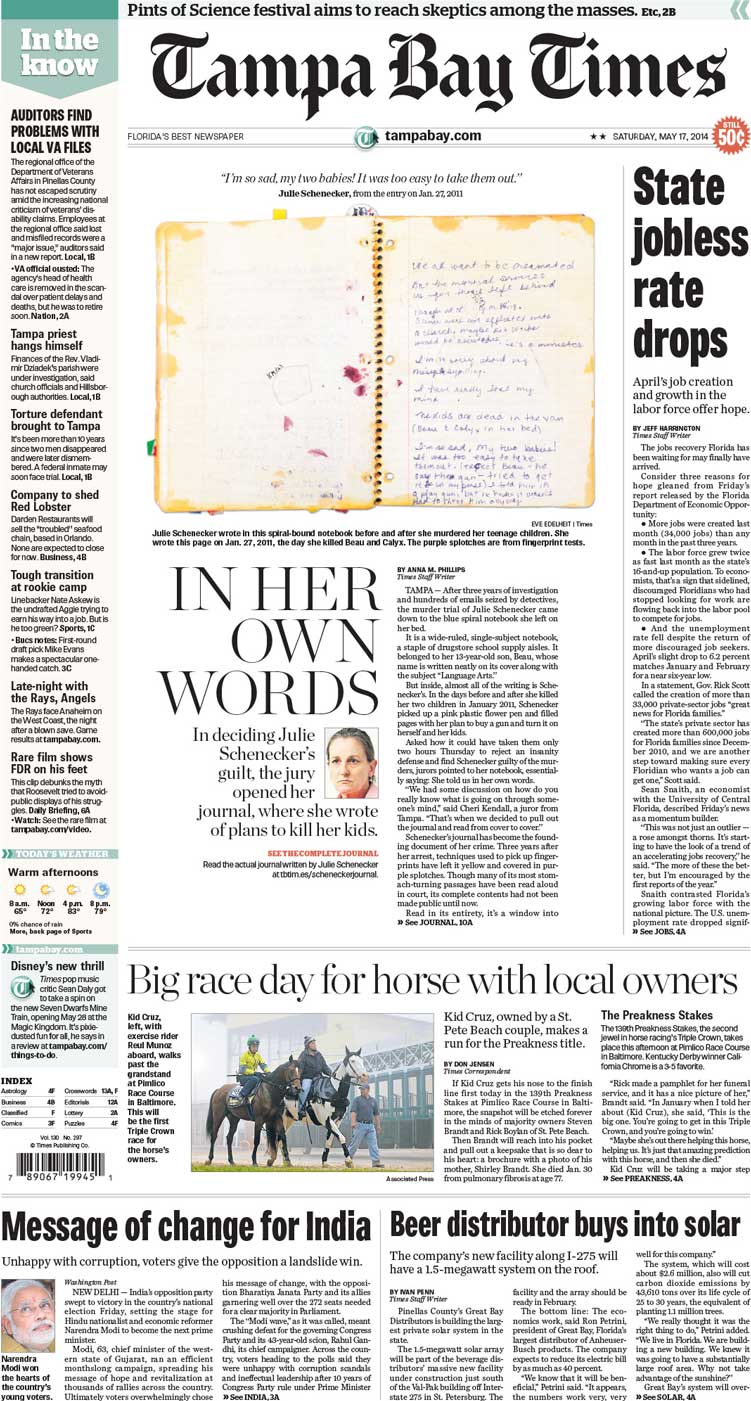 Pints of Science festival aims to reach skeptics among the masses. Etc, 2B
In the
know
Tampa Bay Times
FLORIDA'S BEST NEWSPAPER
tampabay.com
★★ SATURDAY, MAY 17, 2014
STILL
50¢
AUDITORS FIND
PROBLEMS WITH
LOCAL VA FILES
The regional office of the
Department of Veterans
Affairs in Pinellas County
has not escaped scrutiny
amid the increasing national
criticism of veterans' dis-
ability claims. Employees at
the regional office said lost
and misfiled records were a
"major issue," auditors said
in a new report. Local, 1B
• VA official ousted: The
agency's head of health
care is removed in the scan-
dal over patient delays and
deaths, but he was to retire
soon. Nation, 2A
Tampa priest
hangs himself
Finances of the Rev. Vladi-
mir Dziadek's parish were
under investigation, said
church officials and Hillsbor-
ough authorities. Local, 1B
Torture defendant
brought to Tampa
It's been more than 10 years
since two men disappeared
and were later dismem-
bered. A federal inmate may
soon face trial. Local, 1B
Company to shed
Red Lobster
Darden Restaurants will
sell the "troubled" seafood
chain, based in Orlando.
None are expected to close
for now. Business, 4B
Tough transition
at rookie camp
Linebacker Nate Askew is
the undrafted Aggie trying to
earn his way into a job. But is
he too green? Sports, 1C
• Bucs notes: First-round
draft pick Mike Evans
makes a spectacular one-
handed catch. 3C
Late-night with
the Rays, Angels
The Rays face Anaheim on
the West Coast, the night
after a blown save. Game
results at tampabay.com.
Rare film shows
FDR on his feet
This clip debunks the myth
that Roosevelt tried to avoid
public displays of his strug-
gles. Daily Briefing, 6A
• Watch: See the rare film at
tampabay.com/video.
TODAY'S WEATHER
Warm afternoons
8 a.m. Noon 4 p.m. 8 p.m.
65° 72° 83° 79°
0% chance of rain
More, back page of Sports
tampabay.com
Disney's new thrill
Times pop music
critic Sean Daly got
to take a spin on
the new Seven Dwarfs Mine
Train, opening May 28 at the
Magic Kingdom. It's pixie-
dusted fun for all, he says in
a review at tampabay.com/
things-to-do.
INDEX
Astrology 4F Crosswords 13A, F
Business 4B Editorials 12A
Classified F Lottery 2A
Comics 3F Puzzles 4F
Vol. 130 No. 297
© Times Publishing Co.
7 89067 19945 1
"I'm so sad, my two babies! It was too easy to take them out."
Julie Schenecker, from the entry on Jan. 27, 2011
We all want to be cremated
But the memorial services
I'm sorry about my
I have really lost my
mind
The kids are dead in the van
(Beau & Calyx in her bed)
I'm so sad, my two babies!
It was too easy to take
EVE EDELHEIT | Times
Julie Schenecker wrote in this spiral-bound notebook before and after she murdered her teenage children. She
wrote this page on Jan. 27, 2011, the day she killed Beau and Calyx. The purple splotches are from fingerprint tests.
IN HER
OWN
WORDS
In deciding Julie
Schenecker's
guilt, the jury
opened her
journal, where she wrote
of plans to kill her kids.
SEE THE COMPLETE JOURNAL
Read the actual journal written by Julie Schenecker
at tbtim.es/scheneckerjournal.
BY ANNA M. PHILLIPS
Times Staff Writer
TAMPA — After three years of investigation
and hundreds of emails seized by detectives,
the murder trial of Julie Schenecker came
down to the blue spiral notebook she left on
her bed.
It is a wide-ruled, single-subject notebook,
a staple of drugstore school supply aisles. It
belonged to her 13-year-old son, Beau, whose
name is written neatly on its cover along with
the subject "Language Arts."
But inside, almost all of the writing is Sche-
necker's. In the days before and after she killed
her two children in January 2011, Schenecker
picked up a pink plastic flower pen and filled
pages with her plan to buy a gun and turn it on
herself and her kids.
Asked how it could have taken them only
two hours Thursday to reject an insanity
defense and find Schenecker guilty of the mur-
ders, jurors pointed to her notebook, essential-
ly saying: She told us in her own words.
"We had some discussion on how do you
really know what is going on through some-
one's mind," said Cheri Kendall, a juror from
Tampa. "That's when we decided to pull out
the journal and read from cover to cover."
Schenecker's journal has become the found-
ing document of her crime. Three years after
her arrest, techniques used to pick up finger-
prints have left it yellow and covered in pur-
ple splotches. Though many of its most stom-
ach-turning passages have been read aloud
in court, its complete contents had not been
made public until now.
Read in its entirety, it's a window into
» See JOURNAL, 10A
State
jobless
rate
drops
April's job creation
and growth in the
labor force offer hope.
BY JEFF HARRINGTON
Times Staff Writer
The jobs recovery Florida has
been waiting for may finally have
arrived.
Consider three reasons for
hope gleaned from Friday's
report released by the Florida
Department of Economic Oppor-
tunity:
● More jobs were created last
month (34,000 jobs) than any
month in the past three years.
● The labor force grew twice
as fast last month as the state's
16-and-up population. To econo-
mists, that's a sign that sidelined,
discouraged Floridians who had
stopped looking for work are
flowing back into the labor pool
to compete for jobs.
● And the unemployment
rate fell despite the return of
more discouraged job seekers.
April's slight drop to 6.2 percent
matches January and February
for a near six-year low.
In a statement, Gov. Rick Scott
called the creation of more than
33,000 private-sector jobs "great
news for Florida families."
"The state's private sector has
created more than 600,000 jobs
for Florida families since Decem-
ber 2010, and we are another
step toward making sure every
Floridian who wants a job can
get one," Scott said.
Sean Snaith, an economist
with the University of Central
Florida, described Friday's news
as a momentum builder.
"This was not just an outlier —
a rose amongst thorns. It's start-
ing to have the look of a trend of
an accelerating jobs recovery," he
said. "The more of these the bet-
ter, but I'm encouraged by the
first reports of the year."
Snaith contrasted Florida's
growing labor force with the
national picture. The U.S. unem-
ployment rate dropped signif-
» See JOBS, 4A
Big race day for horse with local owners
Kid Cruz,
left, with
exercise rider
Reul Munoz
aboard, walks
past the
grandstand
at Pimlico
Race Course
in Baltimore.
This will
be the first
Triple Crown
race for
the horse's
owners.
Associated Press
Kid Cruz, owned by a St.
Pete Beach couple, makes a
run for the Preakness title.
BY DON JENSEN
Times Correspondent
If Kid Cruz gets his nose to the finish
line first today in the 139th Preakness
Stakes at Pimlico Race Course in Balti-
more, the snapshot will be etched forever
in the minds of majority owners Steven
Brandt and Rick Boylan of St. Pete Beach.
Then Brandt will reach into his pocket
and pull out a keepsake that is so dear to
his heart: a brochure with a photo of his
mother, Shirley Brandt. She died Jan. 30
from pulmonary fibrosis at age 77.
The Preakness Stakes
The 139th Preakness Stakes, the second
jewel in horse racing's Triple Crown, takes
place this afternoon at Pimlico Race Course
in Baltimore. Kentucky Derby winner Cali-
fornia Chrome is a 3-5 favorite.
"Rick made a pamphlet for her funeral
service, and it has a nice picture of her,"
Brandt said. "In January when I told her
about (Kid Cruz), she said, 'This is the
big one. You're going to get in this Triple
Crown, and you're going to win.'
"Maybe she's out there helping this horse,
helping us. It's just that amazing prediction
with this horse, and then she died."
Kid Cruz will be taking a major step
» See PREAKNESS, 4A
Message of change for India
Unhappy with corruption, voters give the opposition a landslide win.
Narendra
Modi won
the hearts of
the country's
young voters.
Washington Post
NEW DELHI — India's opposition party
swept to victory in the country's national
election Friday, setting the stage for
Hindu nationalist and economic reformer
Narendra Modi to become the next prime
minister.
Modi, 63, chief minister of the west-
ern state of Gujarat, ran an efficient
monthslong campaign, spreading his
message of hope and revitalization at
thousands of rallies across the country.
Ultimately voters overwhelmingly chose
his message of change, with the opposi-
tion Bharatiya Janata Party and its allies
garnering well over the 272 seats needed
for a clear majority in Parliament.
The "Modi wave," as it was called, meant
crushing defeat for the governing Congress
Party and its 43-year-old scion, Rahul Gan-
dhi, its chief campaigner. Across the coun-
try, voters heading to the polls said they
were unhappy with corruption scandals
and ineffectual leadership after 10 years of
Congress Party rule under Prime Minister
» See INDIA, 3A
Beer distributor buys into solar
The company's new facility along I-275 will
have a 1.5-megawatt system on the roof.
BY IVAN PENN
Times Staff Writer
Pinellas County's Great Bay
Distributors is building the larg-
est private solar system in the
state.
The 1.5-megawatt solar array
will be part of the beverage dis-
tributors' massive new facility
under construction just south
of the Val-Pak building off Inter-
state 275 in St. Petersburg. The
facility and the array should be
ready in February.
The bottom line: The eco-
nomics work, said Ron Petrini,
president of Great Bay, Florida's
largest distributor of Anheuser-
Busch products. The company
expects to reduce its electric bill
by as much as 40 percent.
"We know that it will be ben-
eficial," Petrini said. "It appears,
the numbers work very, very
well for this company."
The system, which will cost
about $2.6 million, also will cut
carbon dioxide emissions by
43,610 tons over its life cycle of
25 to 30 years, the equivalent of
planting 1.1 million trees.
"We really thought it was the
right thing to do," Petrini added.
"We live in Florida. We are build-
ing a new building. We knew it
was going to have a substantially
large roof area. Why not take
advantage of the sunshine?"
Great Bay's system will over-
» See SOLAR, 4A